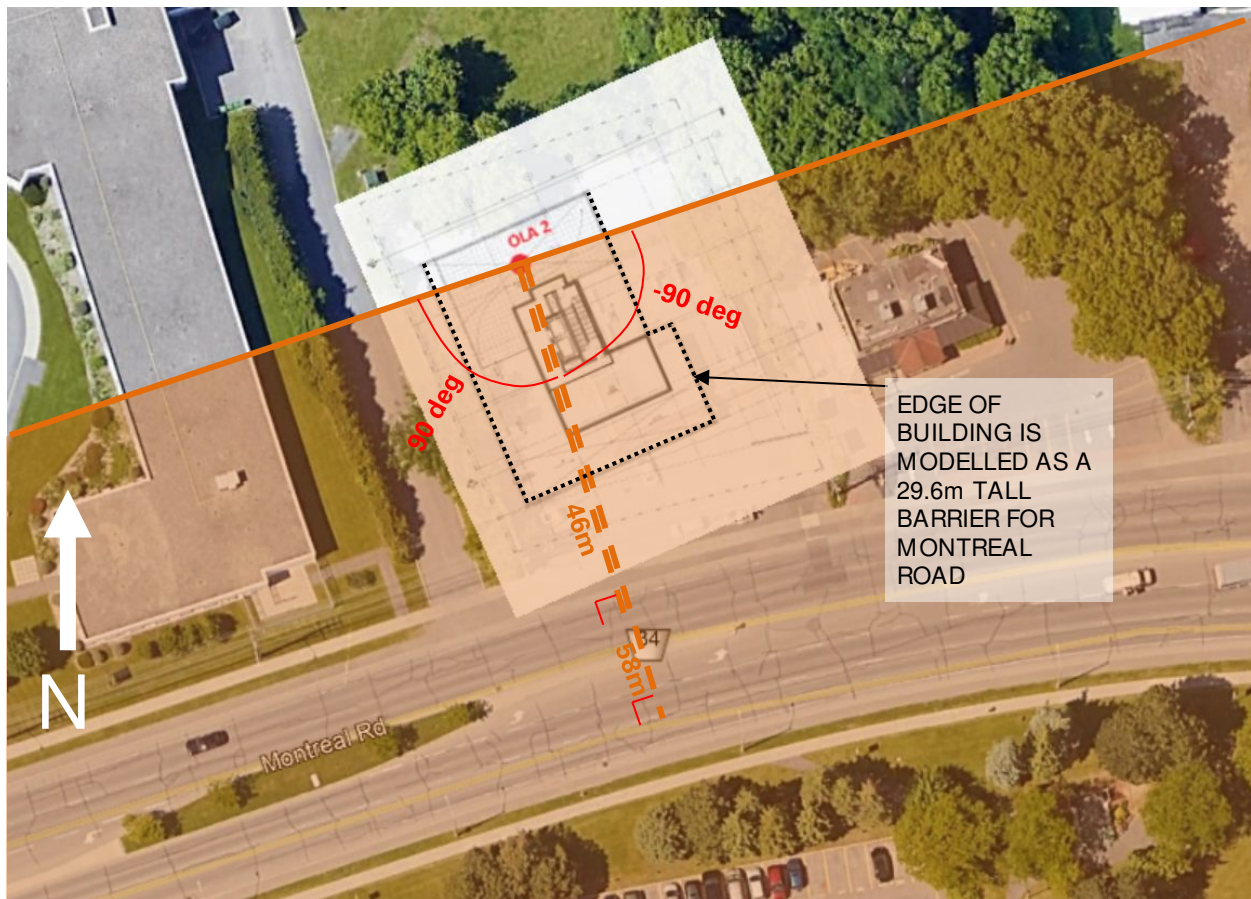 OLA 2
-90 deg
90 deg
EDGE OF
BUILDING IS
MODELLED AS A
29.6m TALL
BARRIER FOR
MONTREAL
ROAD
46m
34
58m
N
Montreal Rd